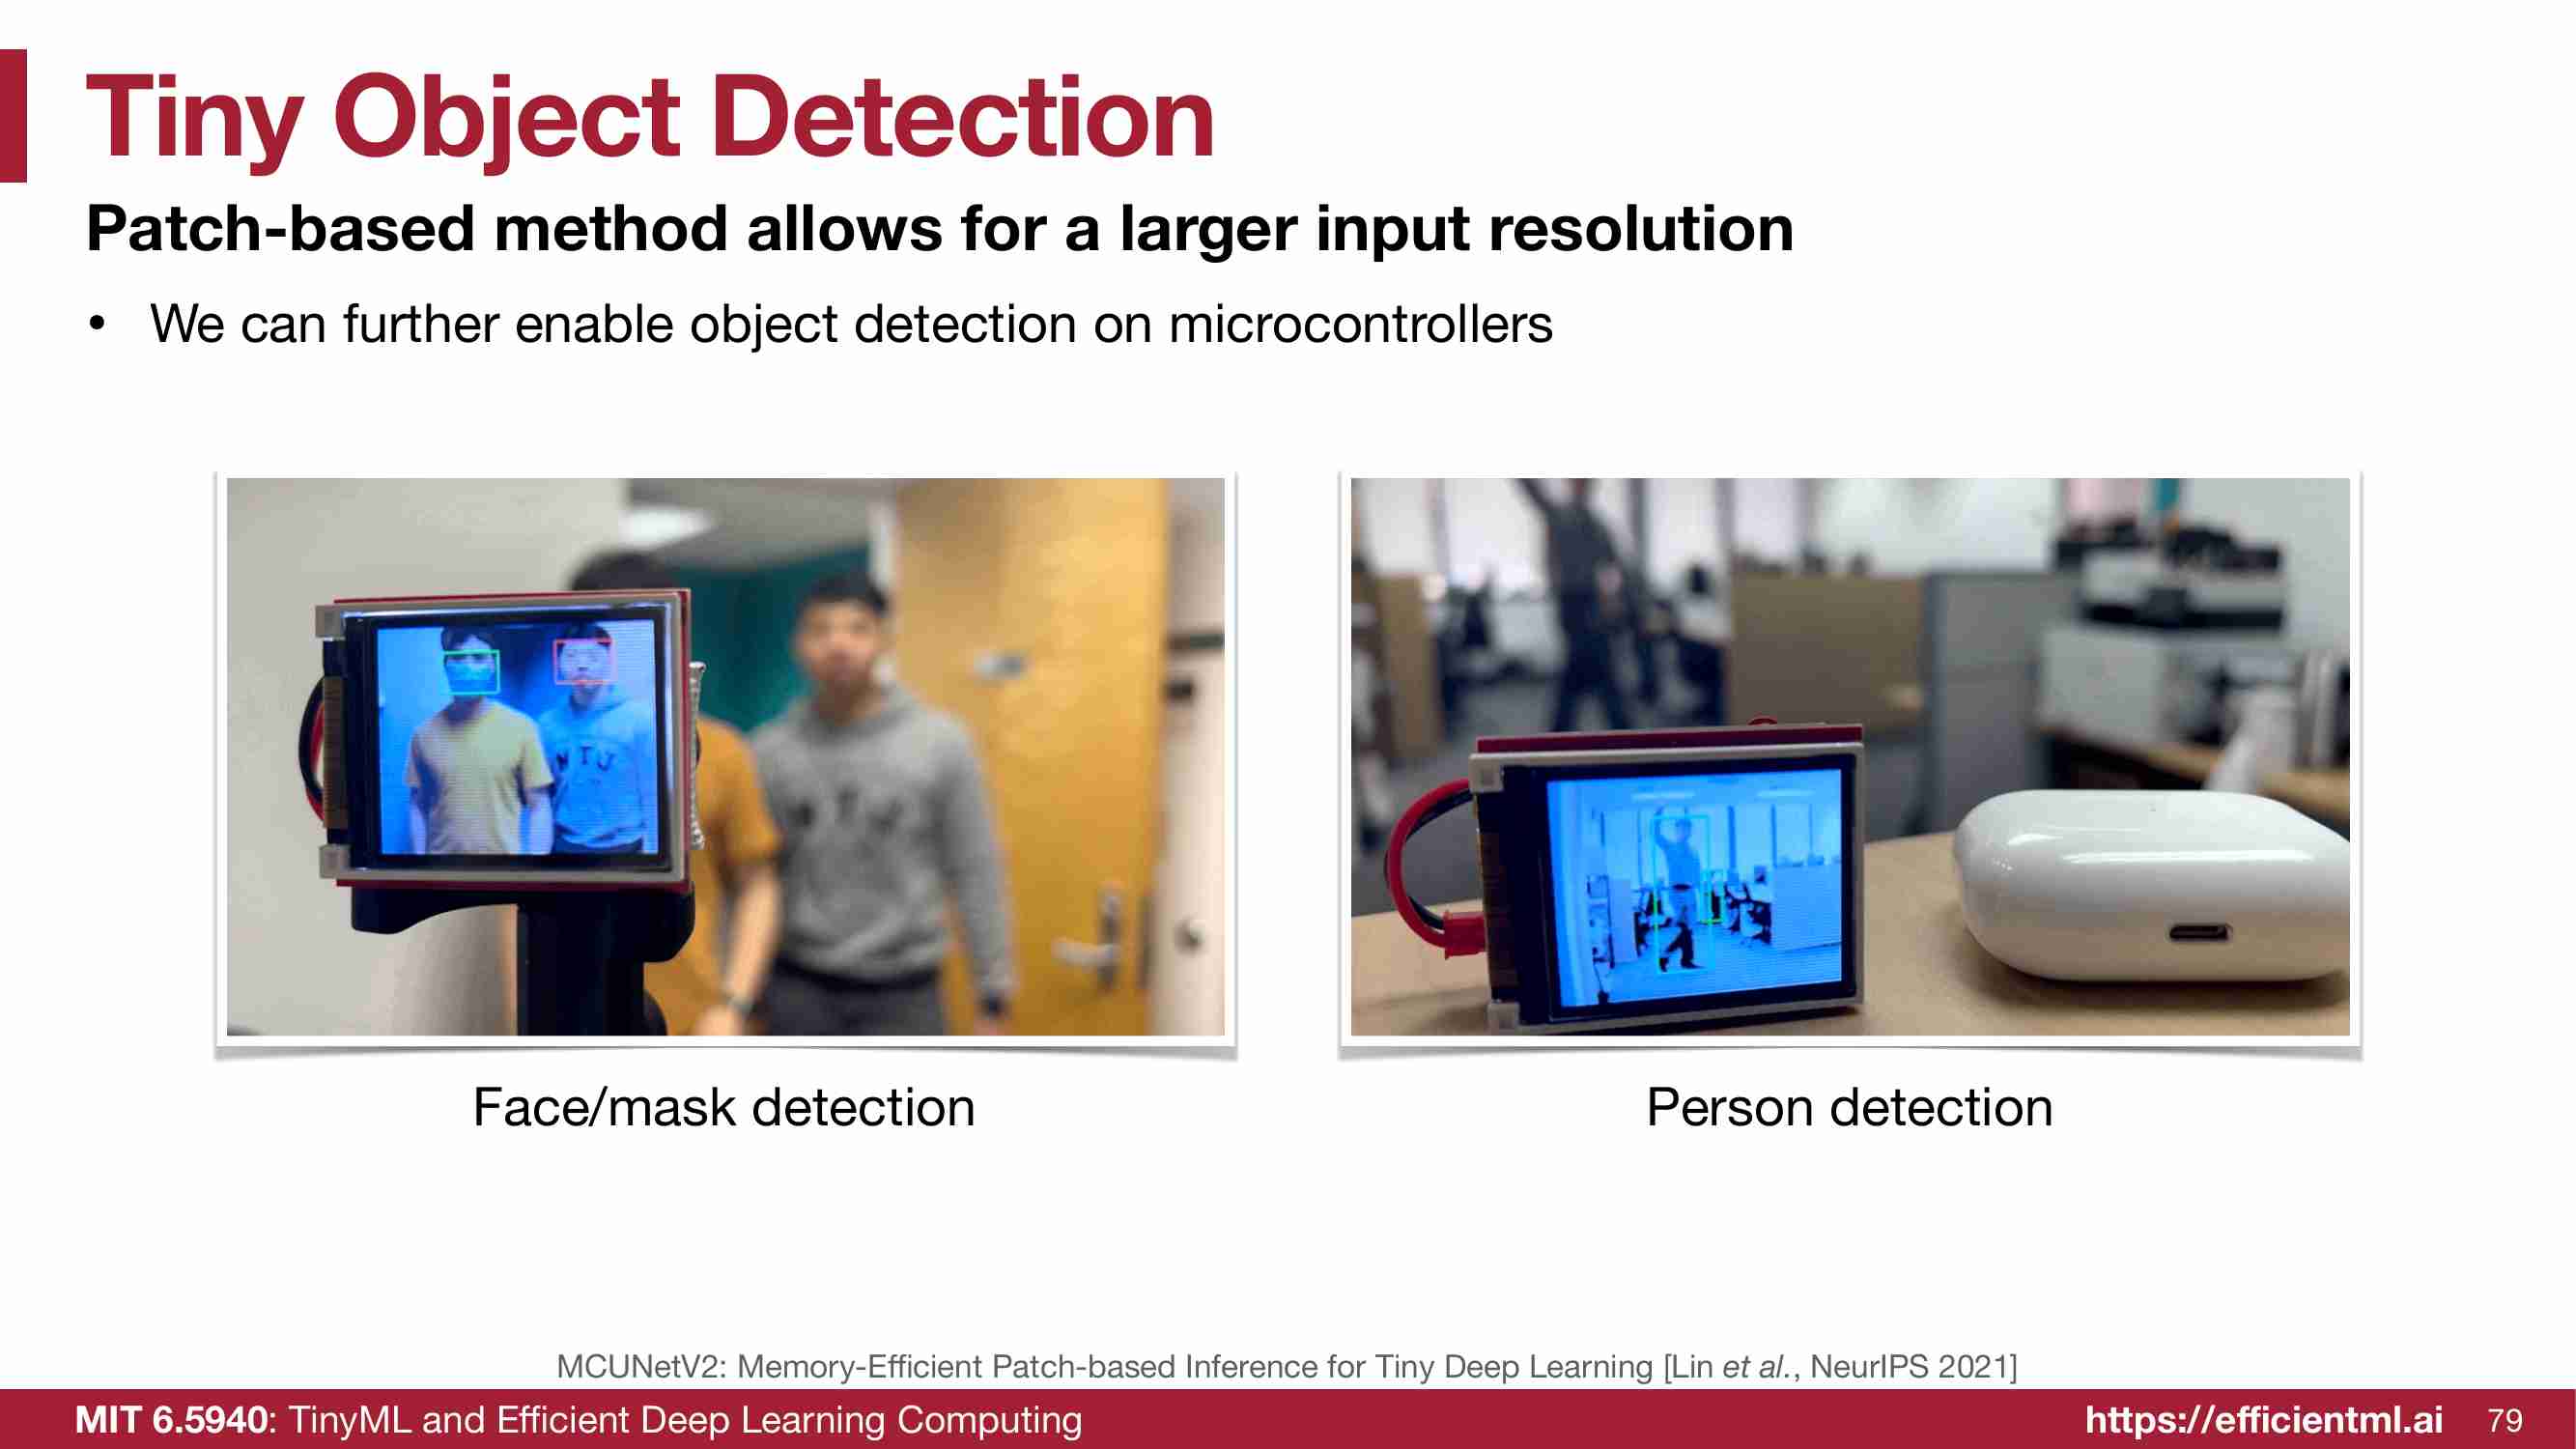 Tiny Object Detection
Patch-based method allows for a larger input resolution
• We can further enable object detection on microcontrollers
NTU
NTU
Face/mask detection
Person detection
MCUNetV2: Memory-Efficient Patch-based Inference for Tiny Deep Learning [Lin et al., NeurIPS 2021]
MIT 6.5940: TinyML and Efficient Deep Learning Computing
https://efficientml.ai
79